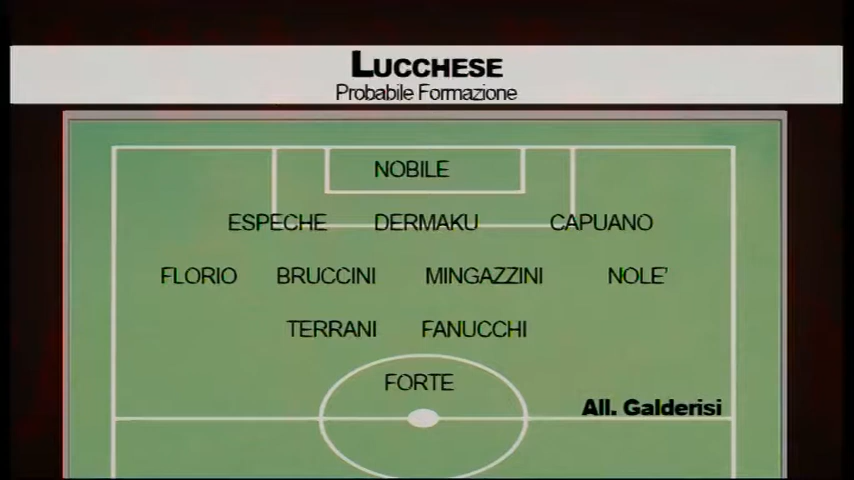 LUCCHESE
Probabile Formazione
NOBILE
ESPECHE DERMAKU CAPUANO
FLORIO BRUCCINI MINGAZZINI NOLE'
TERRANI FANUCCHI
FORTE
All. Galderisi